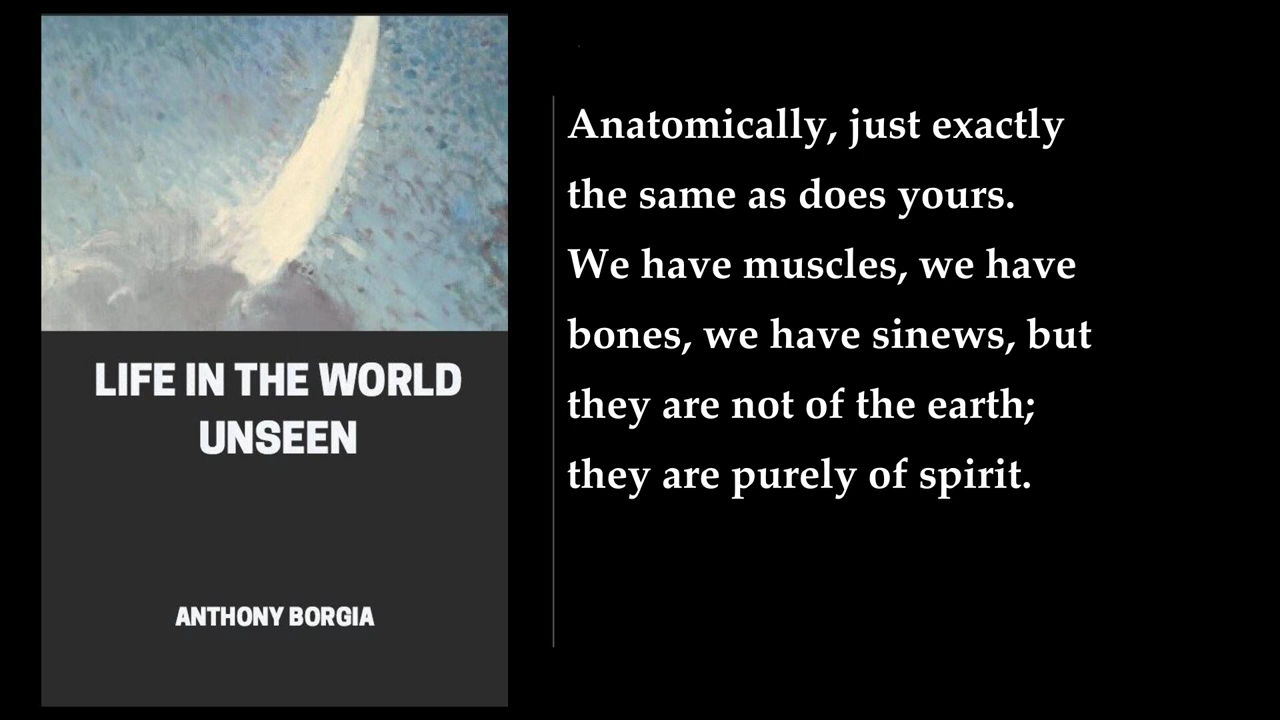 LIFE IN THE WORLD
UNSEEN
ANTHONY BORGIA
Anatomically, just exactly
the same as does yours.
We have muscles, we have
bones, we have sinews, but
they are not of the earth;
they are purely of spirit.